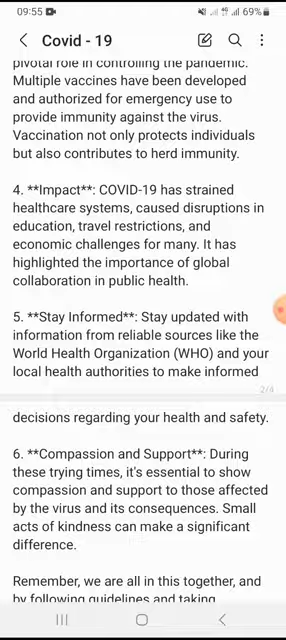 09:55 69%
Covid - 19
pivotal role in controlling the pandemic.
Multiple vaccines have been developed
and authorized for emergency use to
provide immunity against the virus.
Vaccination not only protects individuals
but also contributes to herd immunity.
4. **Impact**: COVID-19 has strained
healthcare systems, caused disruptions in
education, travel restrictions, and
economic challenges for many. It has
highlighted the importance of global
collaboration in public health.
5. **Stay Informed**: Stay updated with
information from reliable sources like the
World Health Organization (WHO) and your
local health authorities to make informed
2/4
decisions regarding your health and safety.
6. **Compassion and Support**: During
these trying times, it's essential to show
compassion and support to those affected
by the virus and its consequences. Small
acts of kindness can make a significant
difference.
Remember, we are all in this together, and
by following guidelines and taking